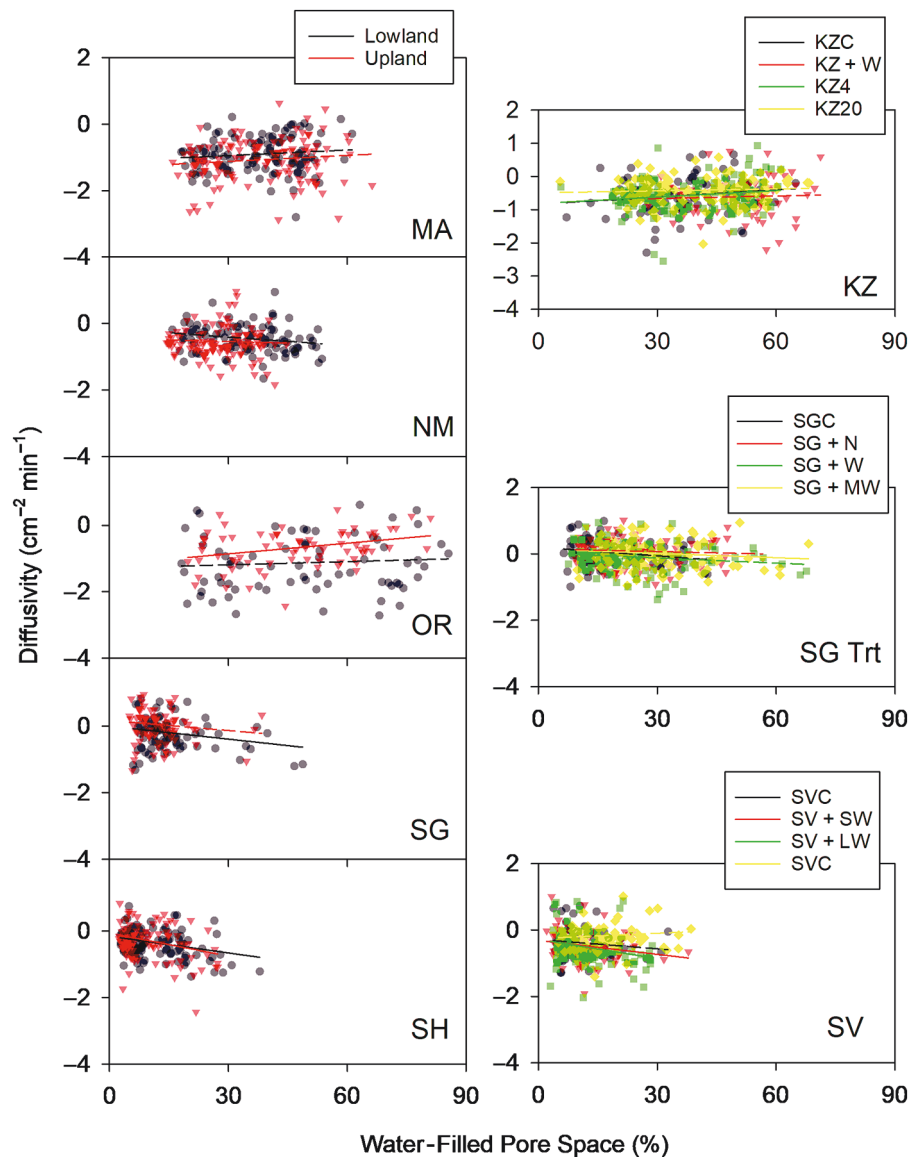 Lowland
Upland
2
0
−2
−4
MA
0
−2
−4
NM
0
−2
−4
OR
0
−2
−4
SG
0
−2
−4
SH
0
30
60
90
Diffusivity (cm⁻² min⁻¹)
KZC
KZ + W
KZ4
KZ20
2
1
0
−1
−2
−3
−4
KZ
0
30
60
90
SGC
SG + N
SG + W
SG + MW
2
0
−2
−4
SG Trt
0
30
60
90
SVC
SV + SW
SV + LW
SVC
2
0
−2
−4
SV
0
30
60
90
Water-Filled Pore Space (%)